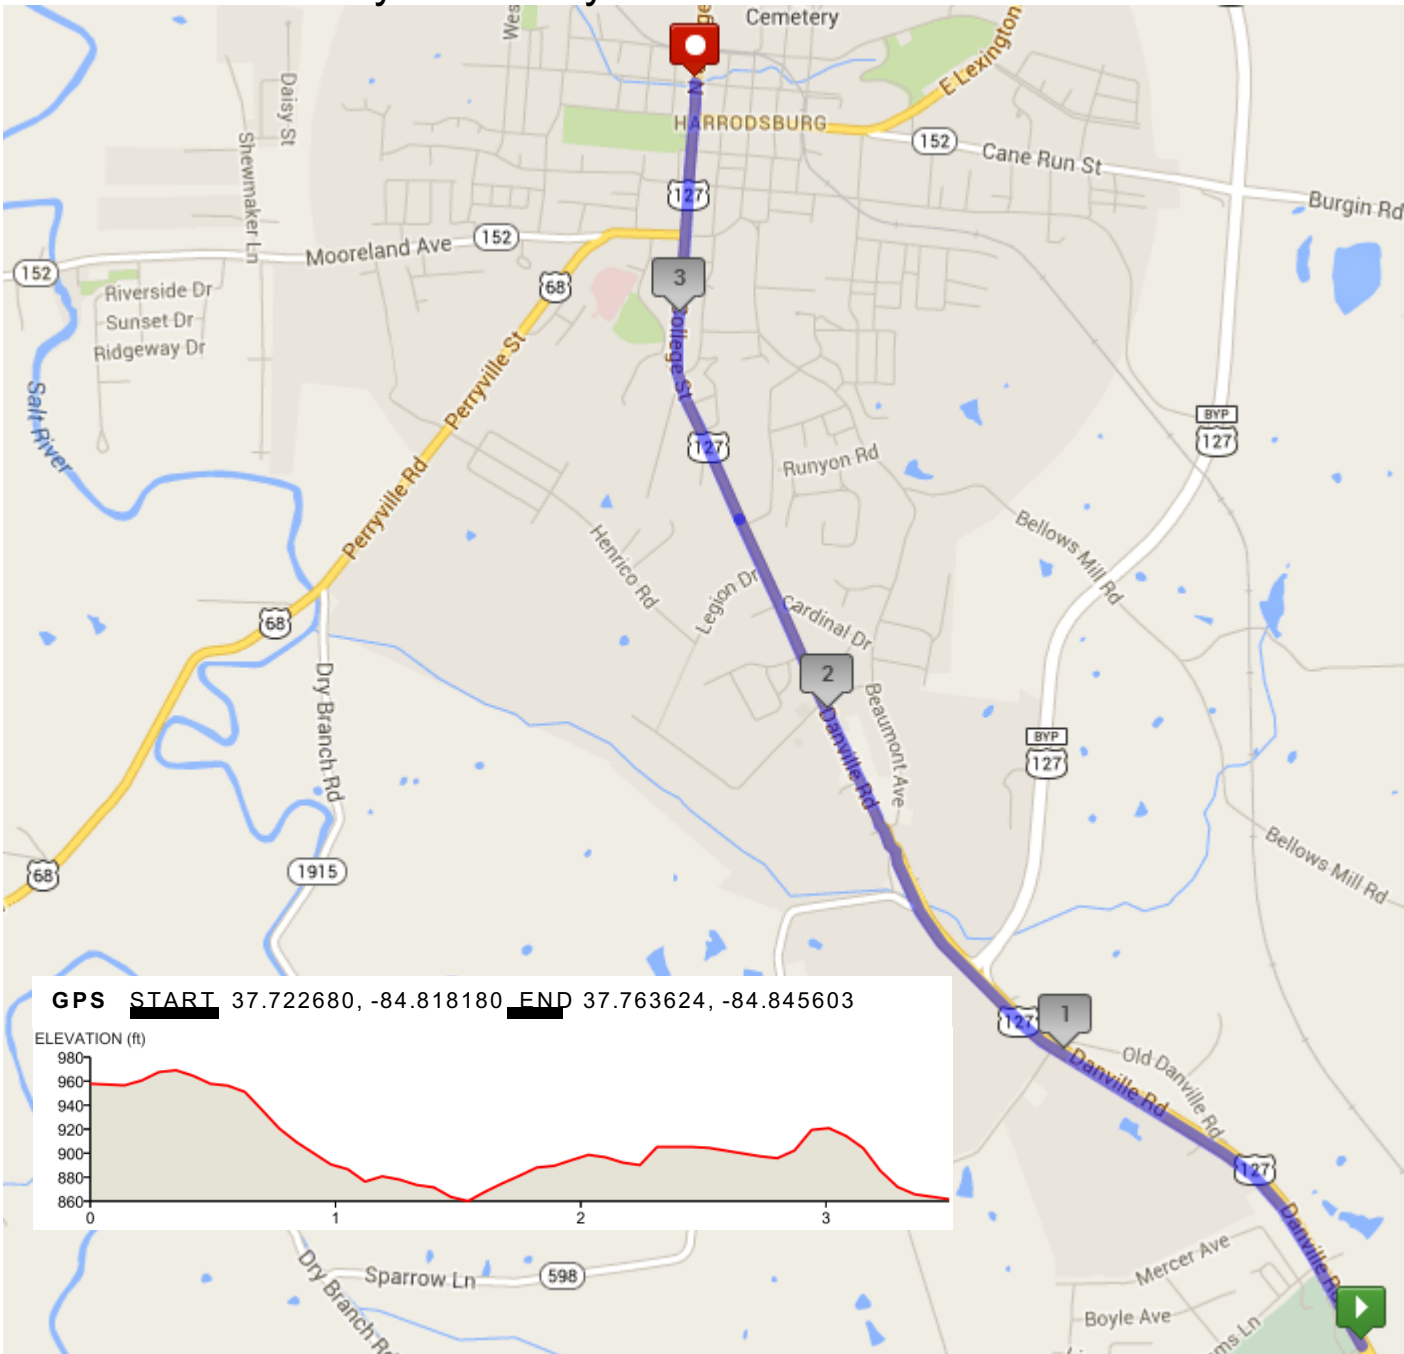 Cemetery
E Lexington
Daisy St
HARRODSBURG
152
Cane Run St
Shewmaker Ln
127
Burgin Rd
Mooreland Ave
152
152
68
3
Riverside Dr
Sunset Dr
Ridgeway Dr
College St
Perryville St
Salt River
BYP
127
127
Runyon Rd
Perryville Rd
Bellows Mill Rd
Henrico Rd
Legion Dr
Cardinal Dr
68
2
Dry Branch Rd
Beaumont Ave
Danville Rd
BYP
127
Bellows Mill Rd
68
1915
GPS START 37.722680, -84.818180 END 37.763624, -84.845603
127
1
ELEVATION (ft)
980
960
940
920
900
880
860
0
1
2
3
Old Danville Rd
Danville Rd
127
Danville Rd
Mercer Ave
Dry Branch Rd
Sparrow Ln
598
Boyle Ave